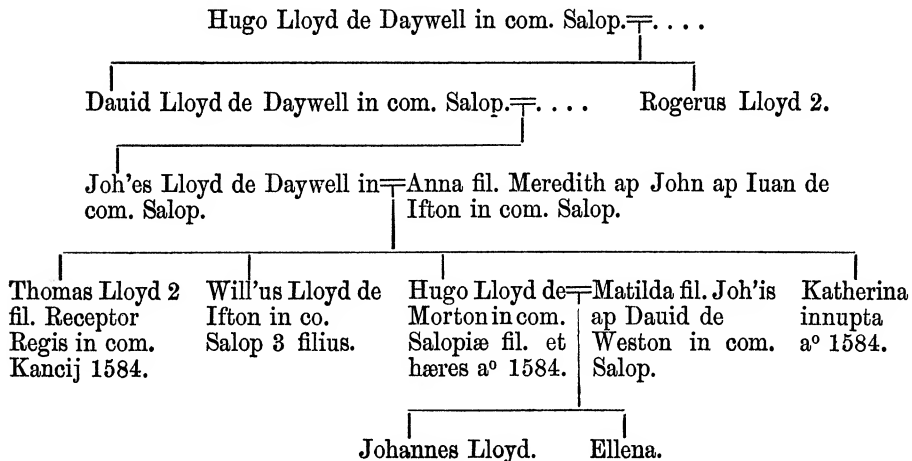 Hugo Lloyd de Daywell in com. Salop.╤. . . .
Dauid Lloyd de Daywell in com. Salop.╤. . . . Rogerus Lloyd 2.
Joh'es Lloyd de Daywell in╤Anna fil. Meredith ap John ap Iuan de
com. Salop. Ifton in com. Salop.
Thomas Lloyd 2
fil. Receptor
Regis in com.
Kancij 1584.
Will'us Lloyd de
Ifton in co.
Salop 3 filius.
Hugo Lloyd de╤
Morton in com.
Salopiæ fil. et
hæres aº 1584.
Matilda fil. Joh'is
ap Dauid de
Weston in com.
Salop.
Katherina
innupta
aº 1584.
Johannes Lloyd. Ellena.